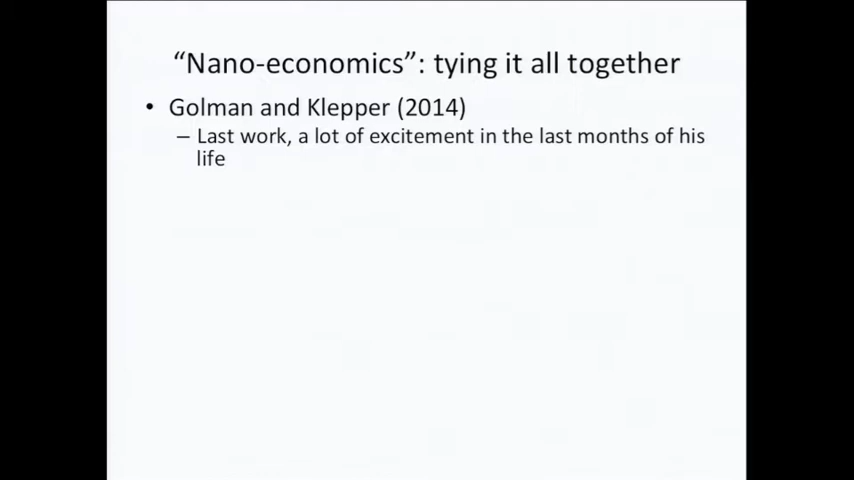 “Nano-economics”: tying it all together
• Golman and Klepper (2014)
– Last work, a lot of excitement in the last months of his
life